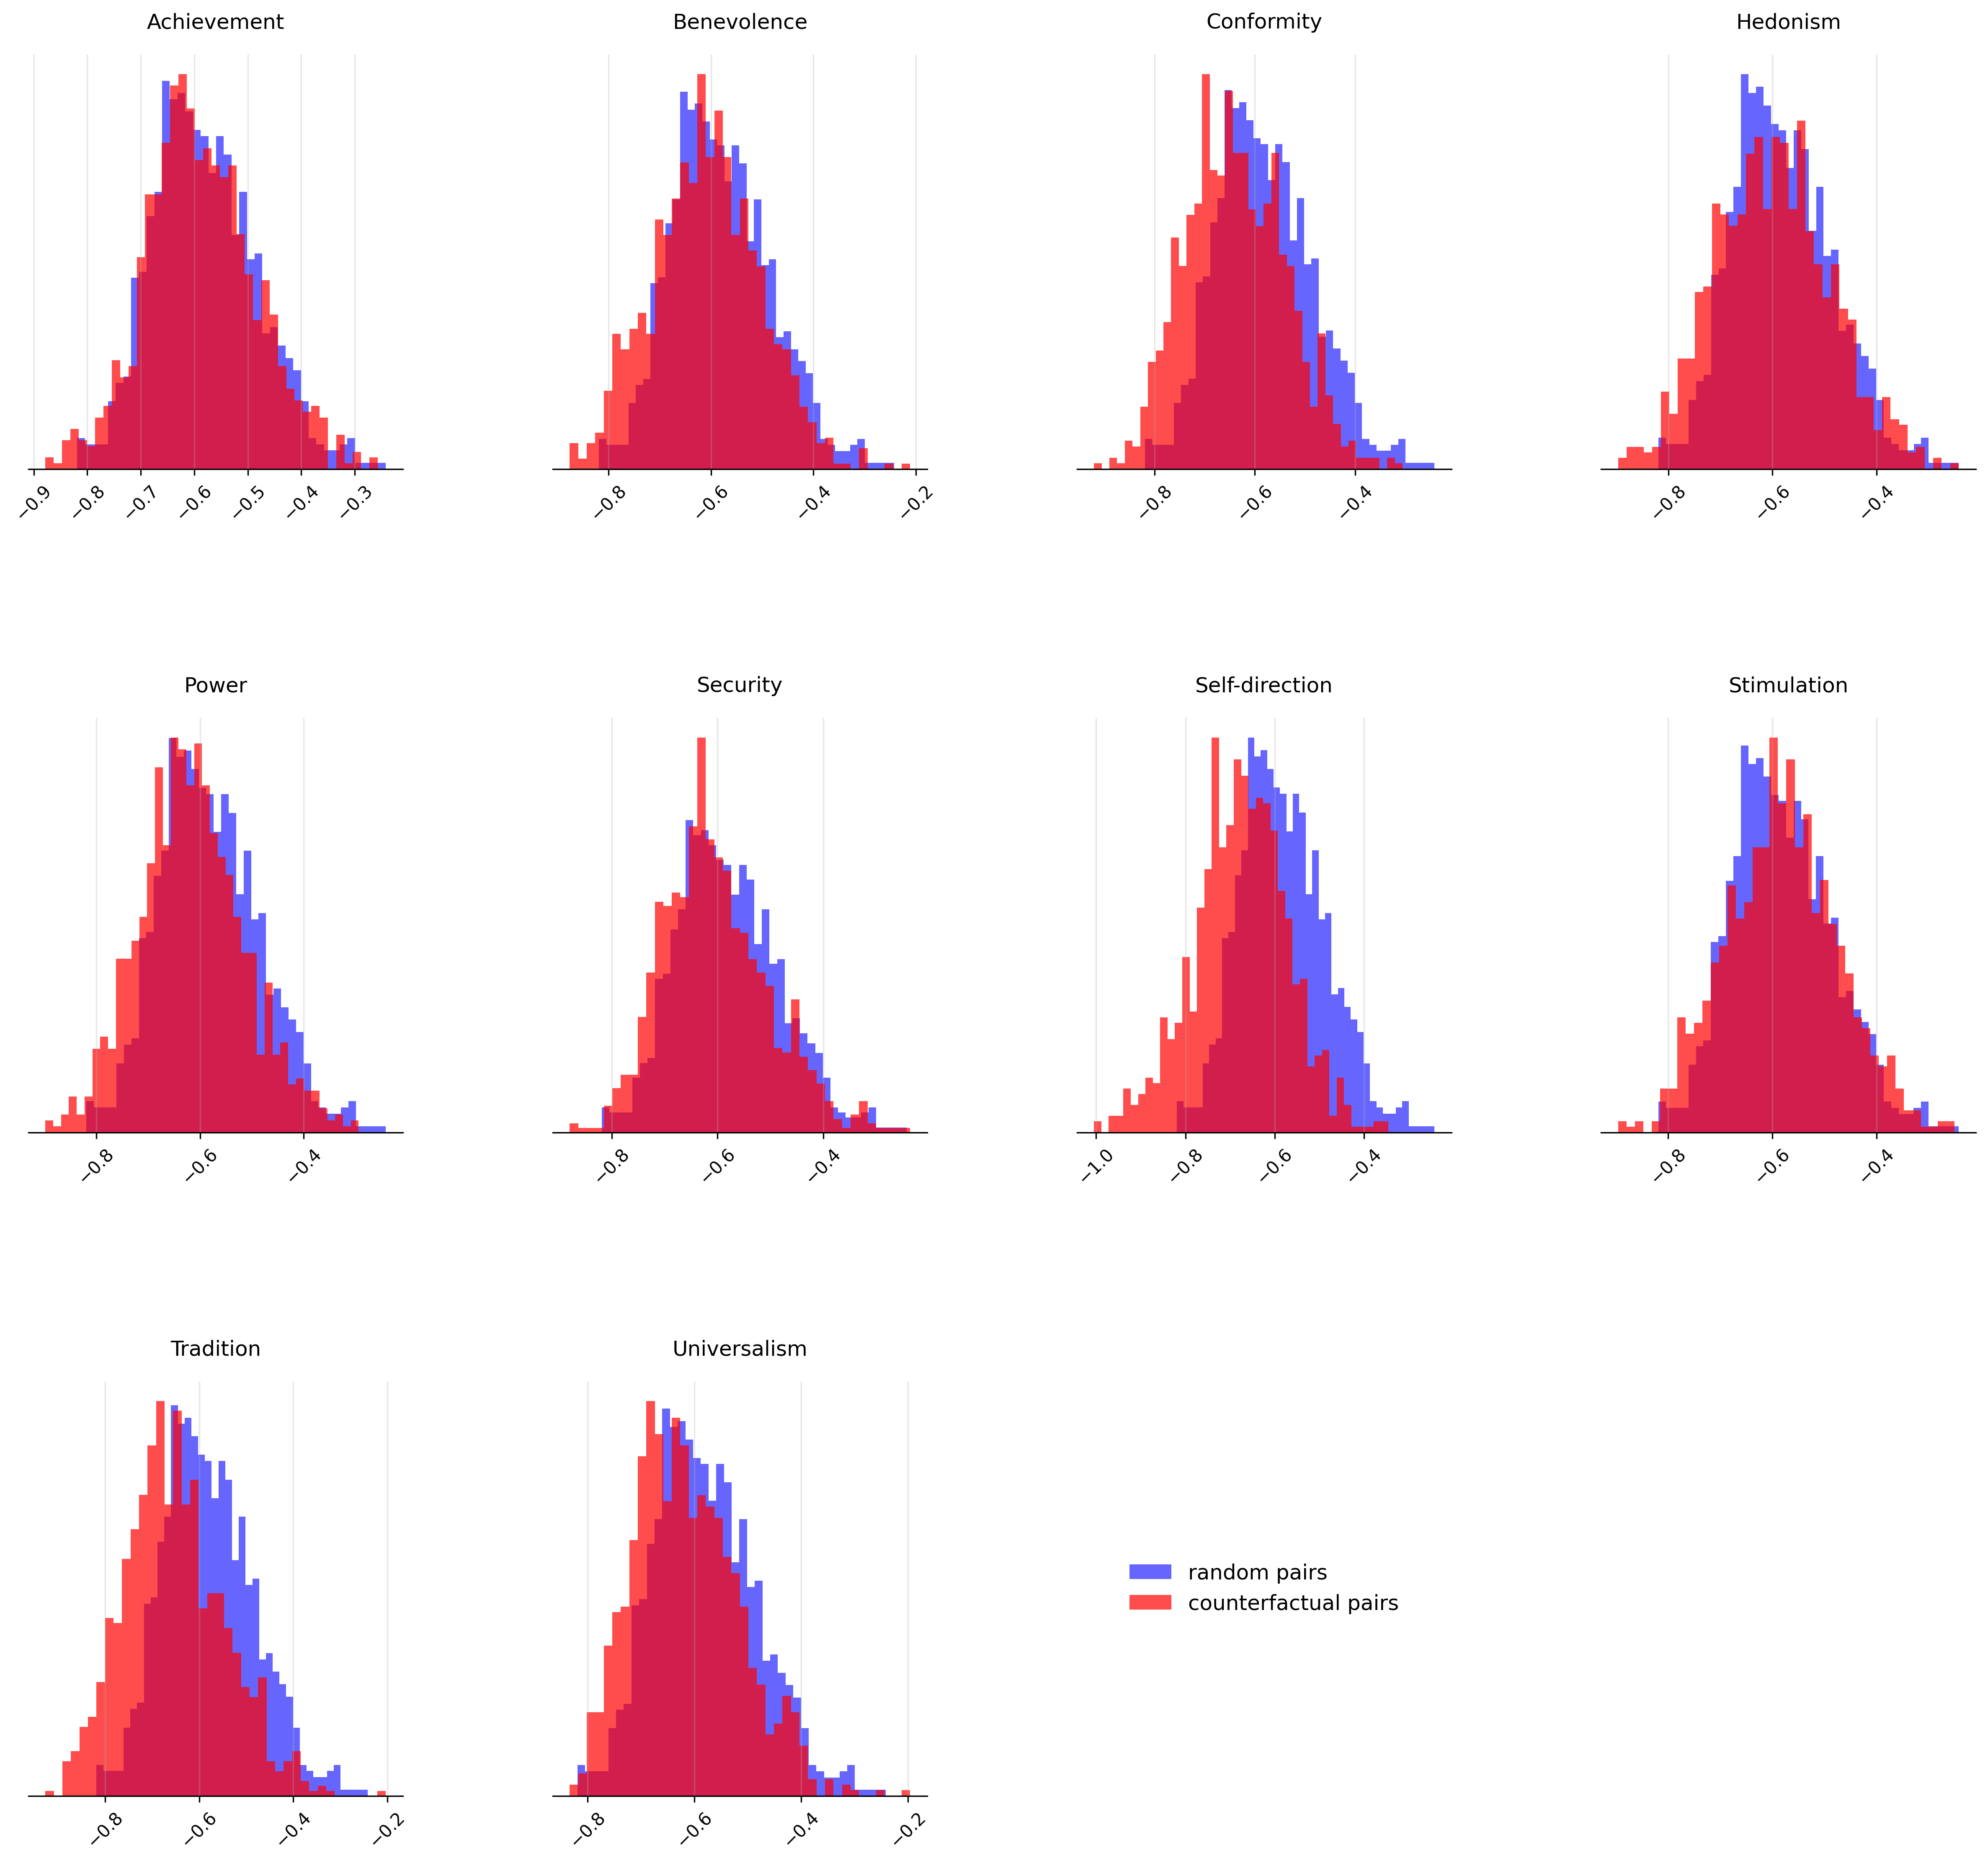 Achievement
Benevolence
Conformity
Hedonism
−0.9 −0.8 −0.7 −0.6 −0.5 −0.4 −0.3
−0.8 −0.6 −0.4 −0.2
−0.8 −0.6 −0.4
−0.8 −0.6 −0.4
Power
Security
Self-direction
Stimulation
−0.8 −0.6 −0.4
−0.8 −0.6 −0.4
−1.0 −0.8 −0.6 −0.4
−0.8 −0.6 −0.4
Tradition
Universalism
random pairs
counterfactual pairs
−0.8 −0.6 −0.4 −0.2
−0.8 −0.6 −0.4 −0.2